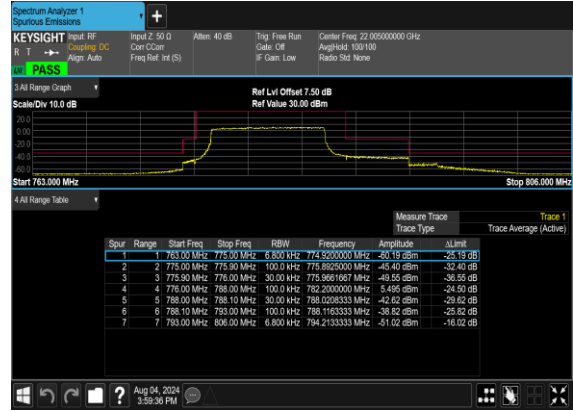 Spectrum Analyzer 1
Spurious Emissions
KEYSIGHT Input: RF Input Z: 50 Ω Atten: 40 dB Trig: Free Run Center Freq: 22.005000000 GHz
R T Coupling: DC Corr CCorr Gate: Off Avg|Hold: 100/100
Align: Auto Freq Ref: Int (S) IF Gain: Low Radio Std: None
PASS
3.All Range Graph
Ref Lvl Offset 7.50 dB
Scale/Div 10.0 dB Ref Value 30.00 dBm
20.0
0.00
-20.0
-40.0
-60.0
Start 763.000 MHz Stop 806.000 MHz
4.All Range Table
Measure Trace Trace 1
Trace Type Trace Average (Active)
Spur Range Start Freq Stop Freq RBW Frequency Amplitude ΔLimit
1 1 763.00 MHz 775.00 MHz 6.800 kHz 774.9200000 MHz -60.19 dBm -25.19 dB
2 2 775.00 MHz 775.90 MHz 100.0 kHz 775.8925000 MHz -45.40 dBm -32.40 dB
3 3 775.90 MHz 776.00 MHz 30.00 kHz 775.9661667 MHz -49.55 dBm -36.55 dB
4 4 776.00 MHz 788.00 MHz 100.0 kHz 782.2000000 MHz 5.495 dBm -24.50 dB
5 5 788.00 MHz 788.10 MHz 30.00 kHz 788.0208333 MHz -42.62 dBm -29.62 dB
6 6 788.10 MHz 793.00 MHz 100.0 kHz 788.1163333 MHz -38.82 dBm -25.82 dB
7 7 793.00 MHz 806.00 MHz 6.800 kHz 794.2133333 MHz -51.02 dBm -16.02 dB
? Aug 04, 2024
3:59:36 PM